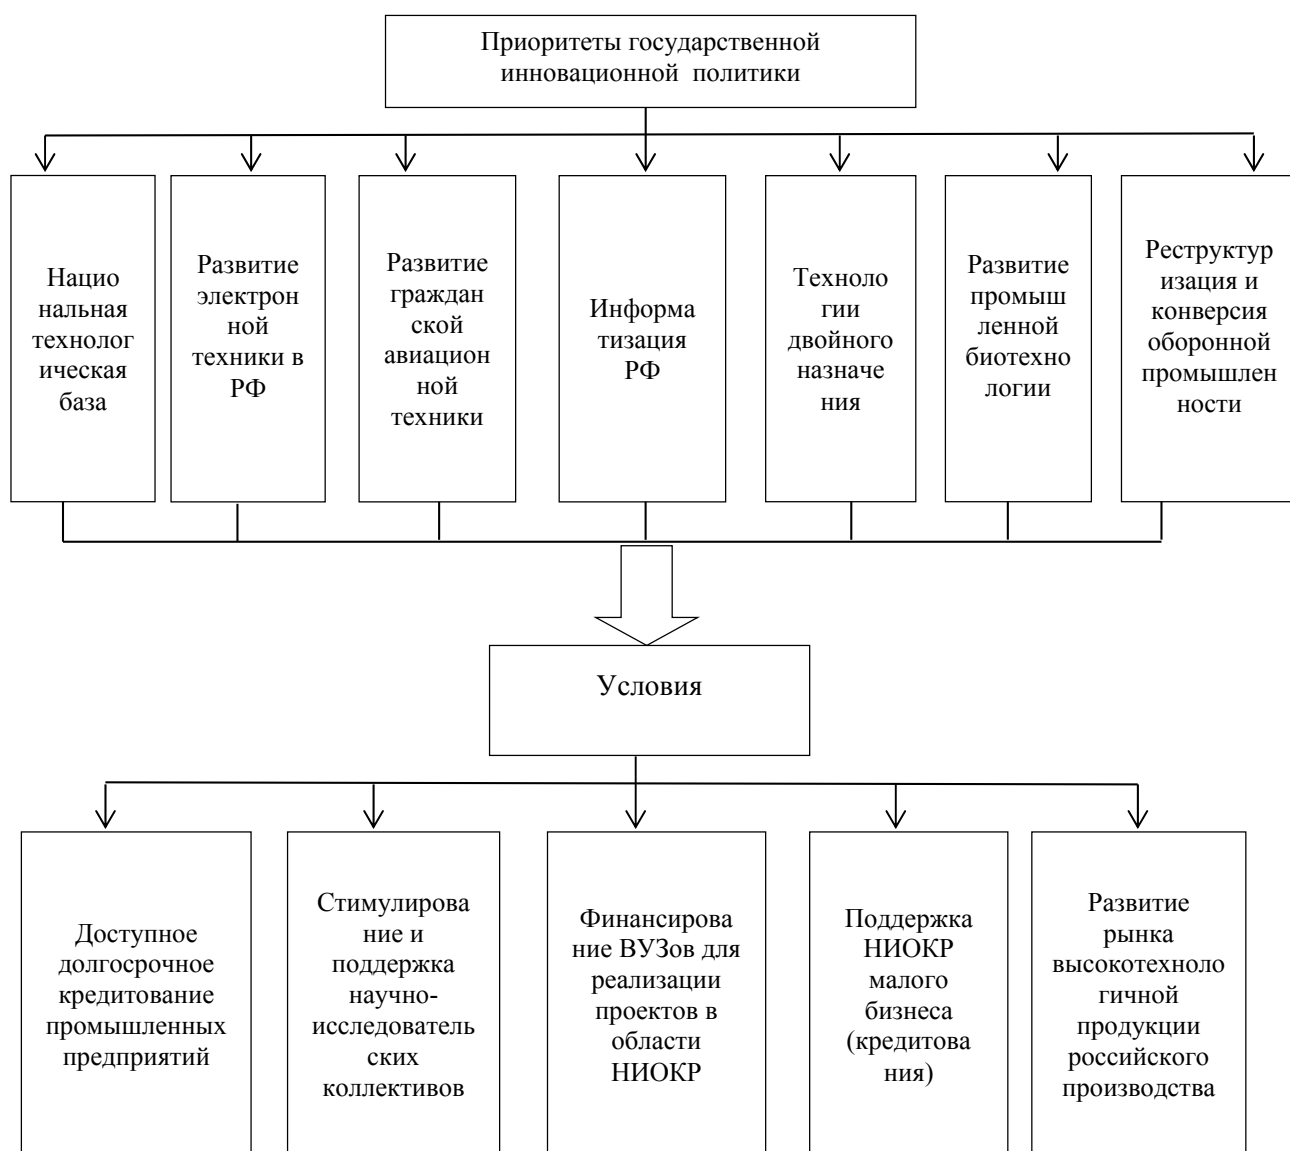 Приоритеты государственной
инновационной политики
Нацио
нальная
технолог
ическая
база
Развитие
электрон
ной
техники в
РФ
Развитие
граждан
ской
авиацион
ной
техники
Информа
тизация
РФ
Техноло
гии
двойного
назначе
ния
Развитие
промыш
ленной
биотехно
логии
Реструктур
изация и
конверсия
оборонной
промышлен
ности
Условия
Доступное
долгосрочное
кредитование
промышленных
предприятий
Стимулирова
ние и
поддержка
научно-
исследователь
ских
коллективов
Финансирова
ние ВУЗов для
реализации
проектов в
области
НИОКР
Поддержка
НИОКР
малого
бизнеса
(кредитова
ния)
Развитие
рынка
высокотехноло
гичной
продукции
российского
производства